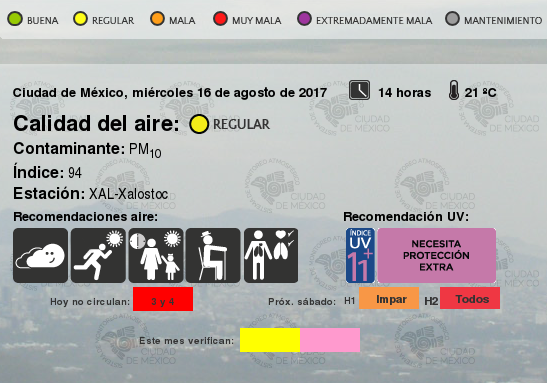 BUENA REGULAR MALA MUY MALA EXTREMADAMENTE MALA MANTENIMIENTO
Ciudad de México, miércoles 16 de agosto de 2017 14 horas 21 ºC
Calidad del aire: REGULAR
Contaminante: PM10
Índice: 94
Estación: XAL-Xalostoc
Recomendaciones aire: Recomendación UV:
ÍNDICE UV 11+ NECESITA PROTECCIÓN EXTRA
Hoy no circulan: 3 y 4 Próx. sábado: H1 Impar H2 Todos
Este mes verifican: